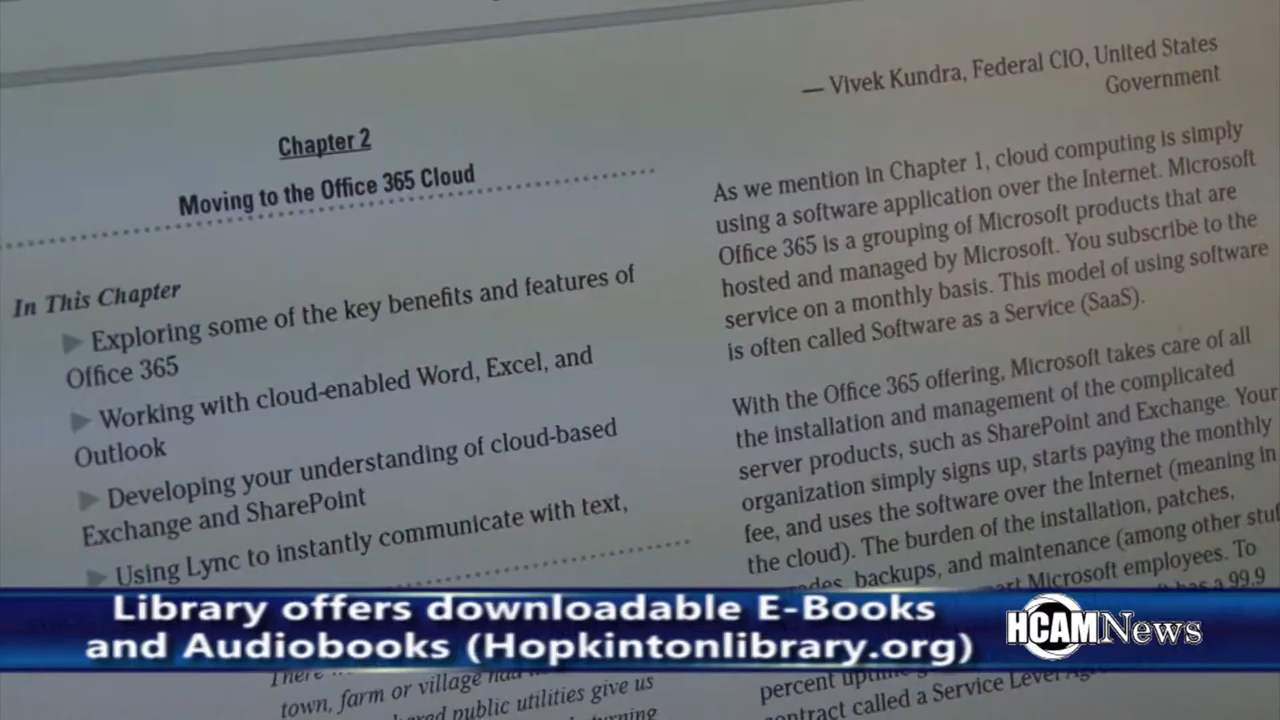 Chapter 2
Moving to the Office 365 Cloud
In This Chapter
Exploring some of the key benefits and features of
Office 365
Working with cloud-enabled Word, Excel, and
Outlook
Developing your understanding of cloud-based
Exchange and SharePoint
Using Lync to instantly communicate with text,
town, farm or village had
public utilities give us
— Vivek Kundra, Federal CIO, United States
Government
As we mention in Chapter 1, cloud computing is simply
using a software application over the Internet. Microsoft
Office 365 is a grouping of Microsoft products that are
hosted and managed by Microsoft. You subscribe to the
service on a monthly basis. This model of using software
is often called Software as a Service (SaaS).
With the Office 365 offering, Microsoft takes care of all
the installation and management of the complicated
server products, such as SharePoint and Exchange. Your
organization simply signs up, starts paying the monthly
fee, and uses the software over the Internet (meaning in
the cloud). The burden of the installation, patches,
backups, and maintenance (among other stuf
Microsoft employees. To
has a 99.9
percent
contract called a Service Level
Library offers downloadable E-Books
and Audiobooks (Hopkintonlibrary.org)
HCAM News